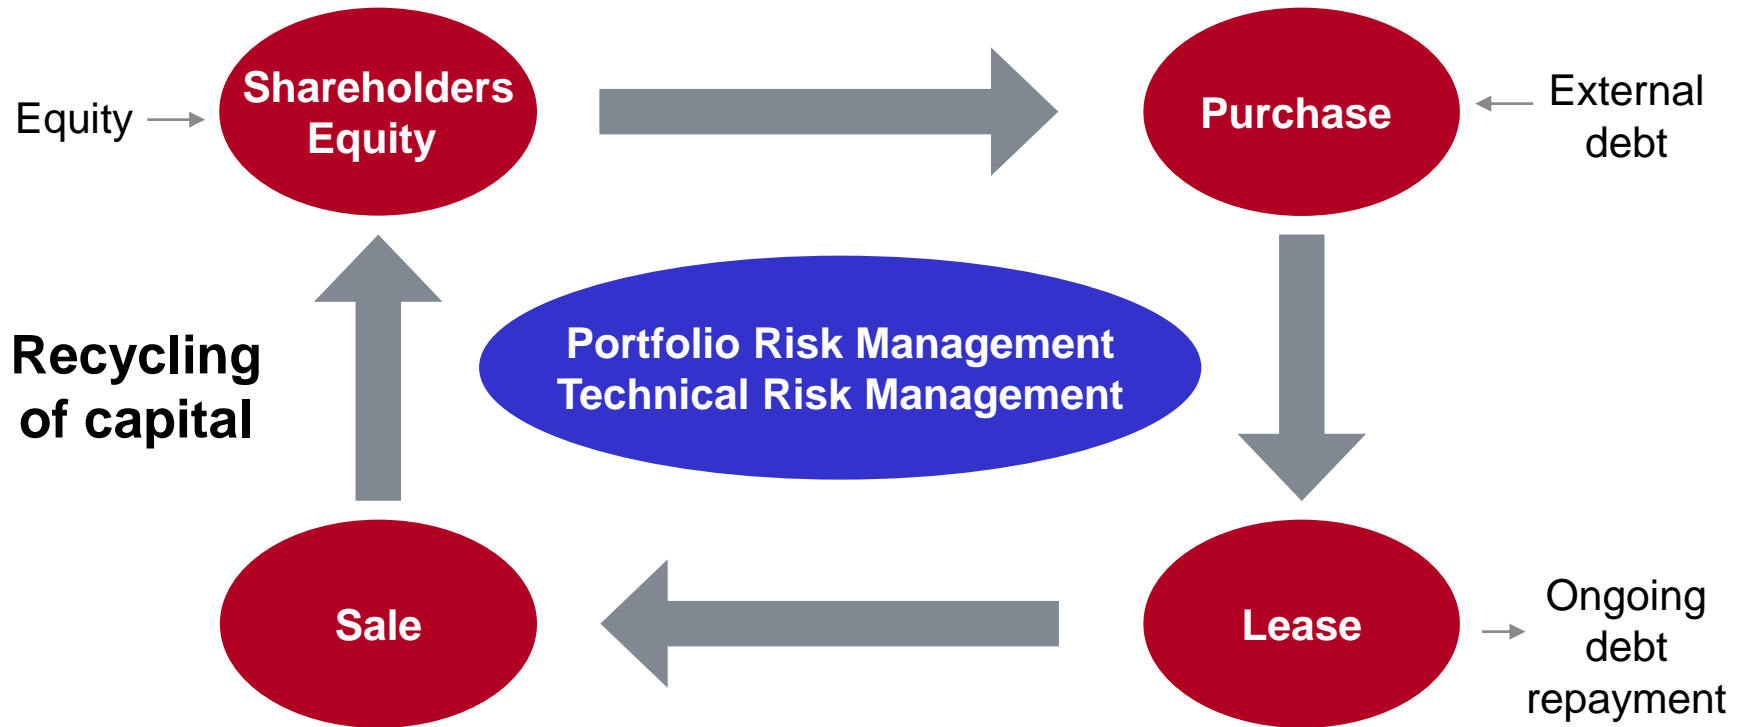 Equity
Shareholders
Equity
Purchase
External
debt
Recycling
of capital
Portfolio Risk Management
Technical Risk Management
Sale
Lease
Ongoing
debt
repayment